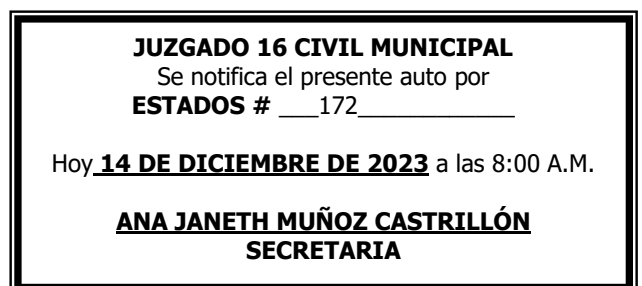 JUZGADO 16 CIVIL MUNICIPAL
Se notifica el presente auto por
ESTADOS # ___172____________
Hoy 14 DE DICIEMBRE DE 2023 a las 8:00 A.M.
ANA JANETH MUÑOZ CASTRILLÓN
SECRETARIA